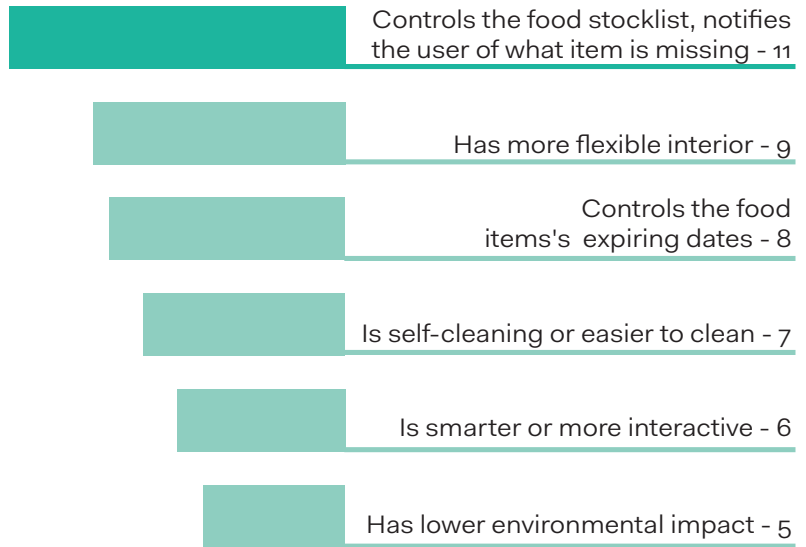 Controls the food stocklist, notifies
the user of what item is missing - 11
Has more flexible interior - 9
Controls the food
items's  expiring dates - 8
Is self-cleaning or easier to clean - 7
Is smarter or more interactive - 6
Has lower environmental impact - 5